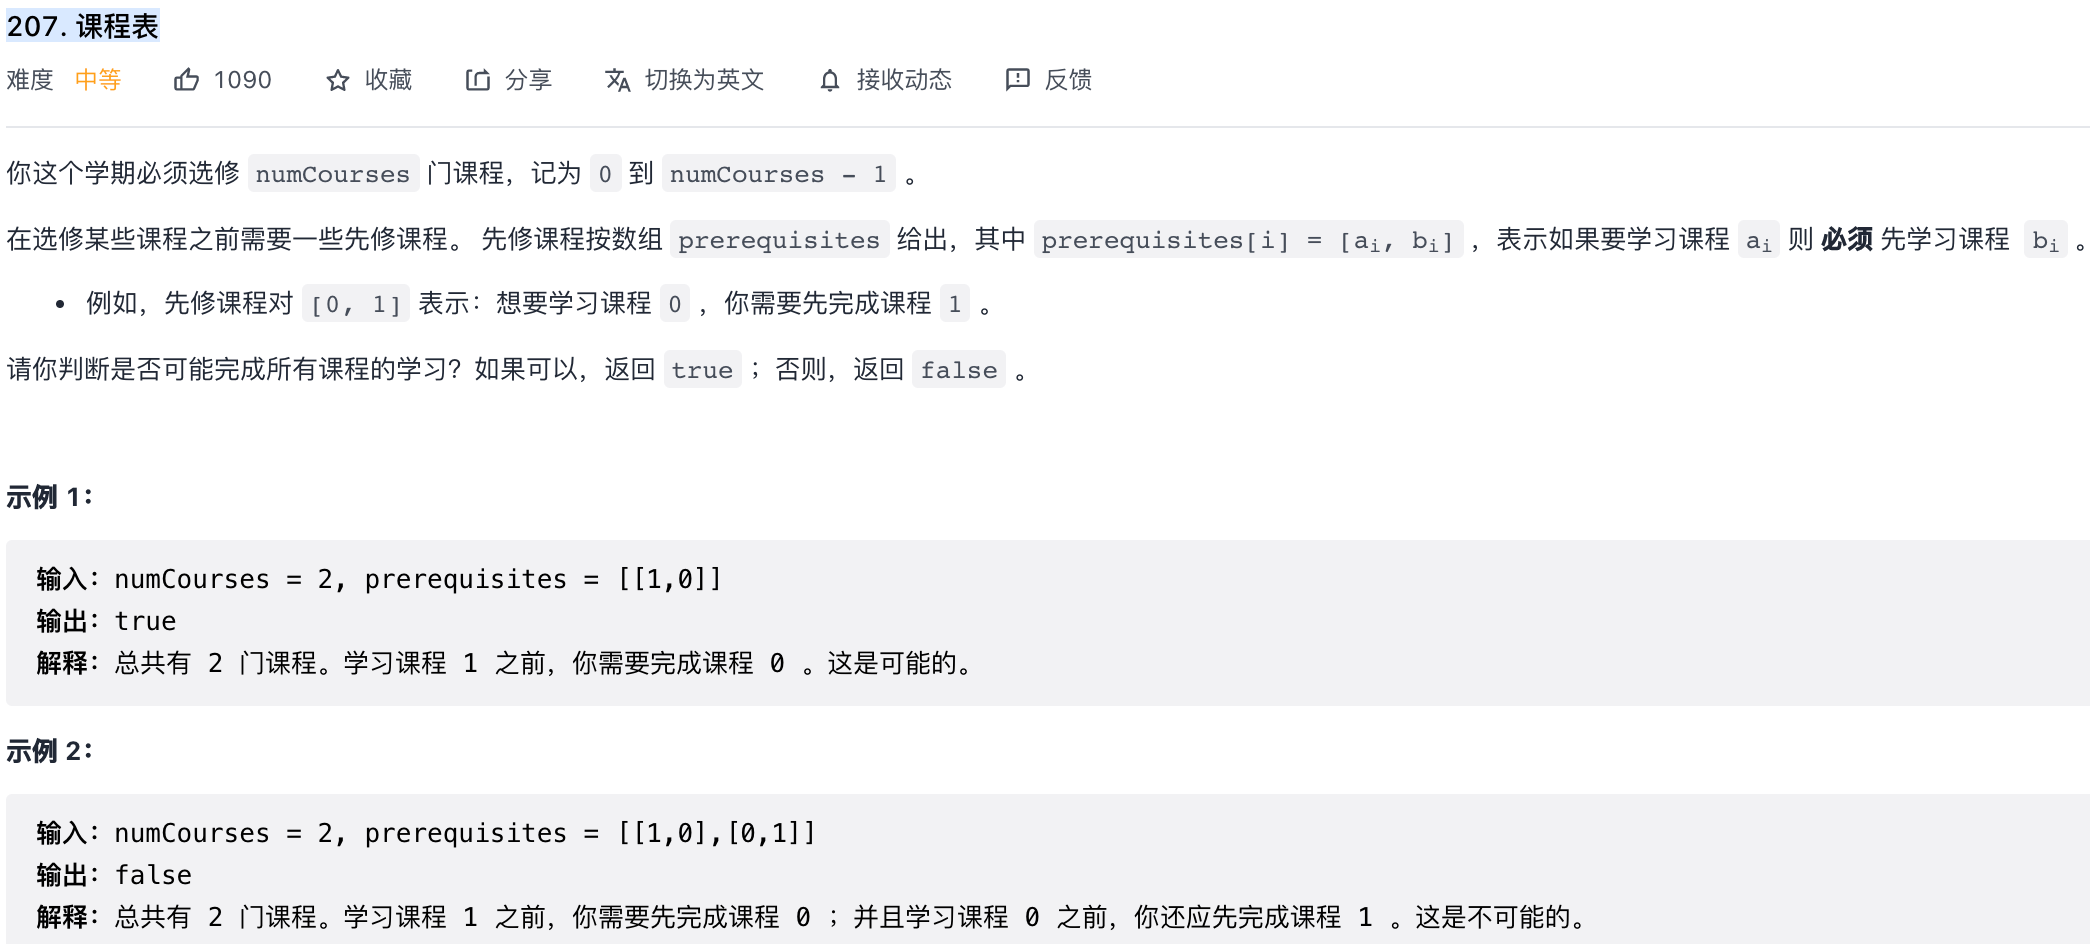 207. 课程表
难度 中等 1090 收藏 分享 切换为英文 接收动态 反馈
你这个学期必须选修 numCourses 门课程，记为 0 到 numCourses - 1 。
在选修某些课程之前需要一些先修课程。 先修课程按数组 prerequisites 给出，其中 prerequisites[i] = [ai, bi] ，表示如果要学习课程 ai 则 必须 先学习课程 bi 。
• 例如，先修课程对 [0, 1] 表示：想要学习课程 0 ，你需要先完成课程 1 。
请你判断是否可能完成所有课程的学习？如果可以，返回 true ；否则，返回 false 。
示例 1：
输入：numCourses = 2, prerequisites = [[1,0]]
输出：true
解释：总共有 2 门课程。学习课程 1 之前，你需要完成课程 0 。这是可能的。
示例 2：
输入：numCourses = 2, prerequisites = [[1,0],[0,1]]
输出：false
解释：总共有 2 门课程。学习课程 1 之前，你需要先完成课程 0 ；并且学习课程 0 之前，你还应先完成课程 1 。这是不可能的。